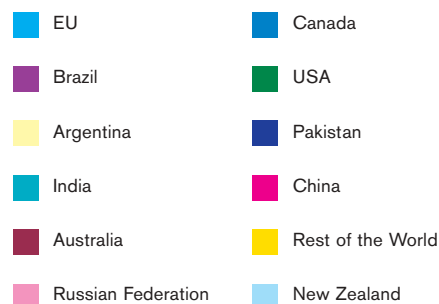 EU
Canada
Brazil
USA
Argentina
Pakistan
India
China
Australia
Rest of the World
Russian Federation
New Zealand